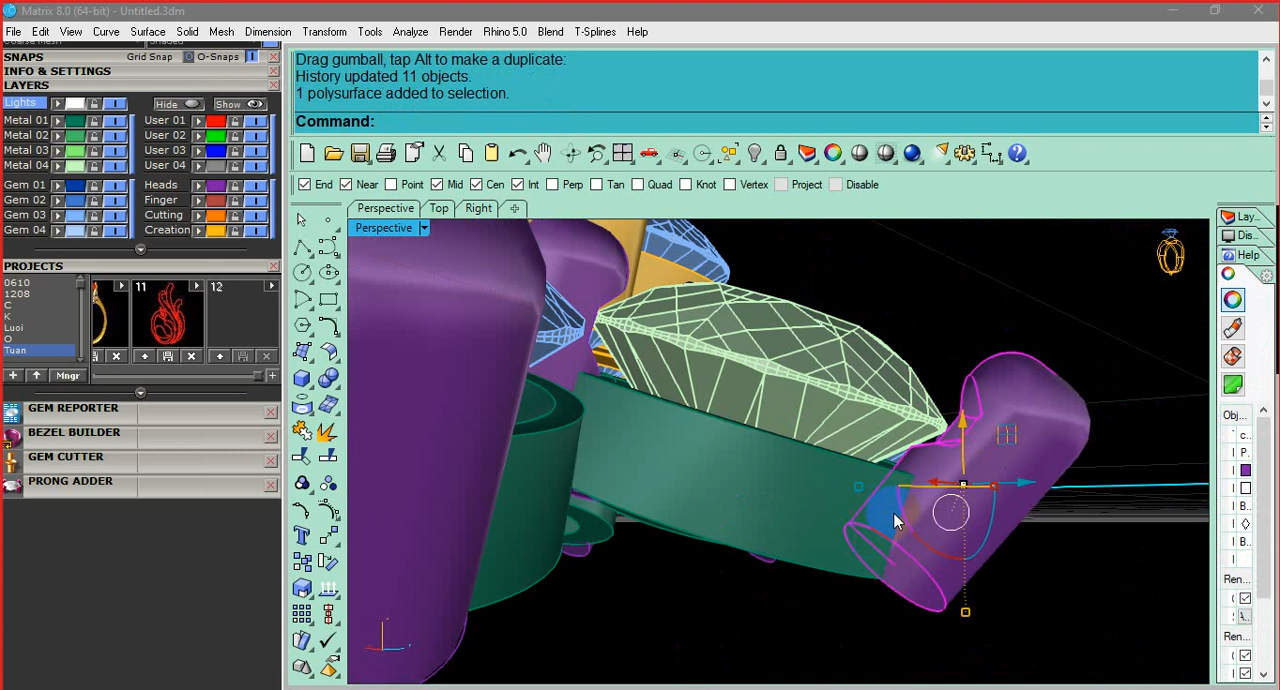 Matrix 8.0 (64-bit) - Untitled.3dm
File Edit View Curve Surface Solid Mesh Dimension Transform Tools Analyze Render Rhino 5.0 Blend T-Splines Help
SNAPS Grid Snap O-Snaps
INFO & SETTINGS
LAYERS
Lights Hide Show
Metal 01 User 01
Metal 02 User 02
Metal 03 User 03
Metal 04 User 04
Gem 01 Heads
Gem 02 Finger
Gem 03 Cutting
Gem 04 Creation
PROJECTS
0610
1208
C
K
Luoi
O
Tuan
11 12
Mngr
GEM REPORTER
BEZEL BUILDER
GEM CUTTER
PRONG ADDER
Drag gumball, tap Alt to make a duplicate:
History updated 11 objects.
1 polysurface added to selection.
Command:
End Near Point Mid Cen Int Perp Tan Quad Knot Vertex Project Disable
Perspective Top Right
Perspective
Lay...
Dis...
Help
Obj...
c...
P...
B...
B...
Ren...
Ren...